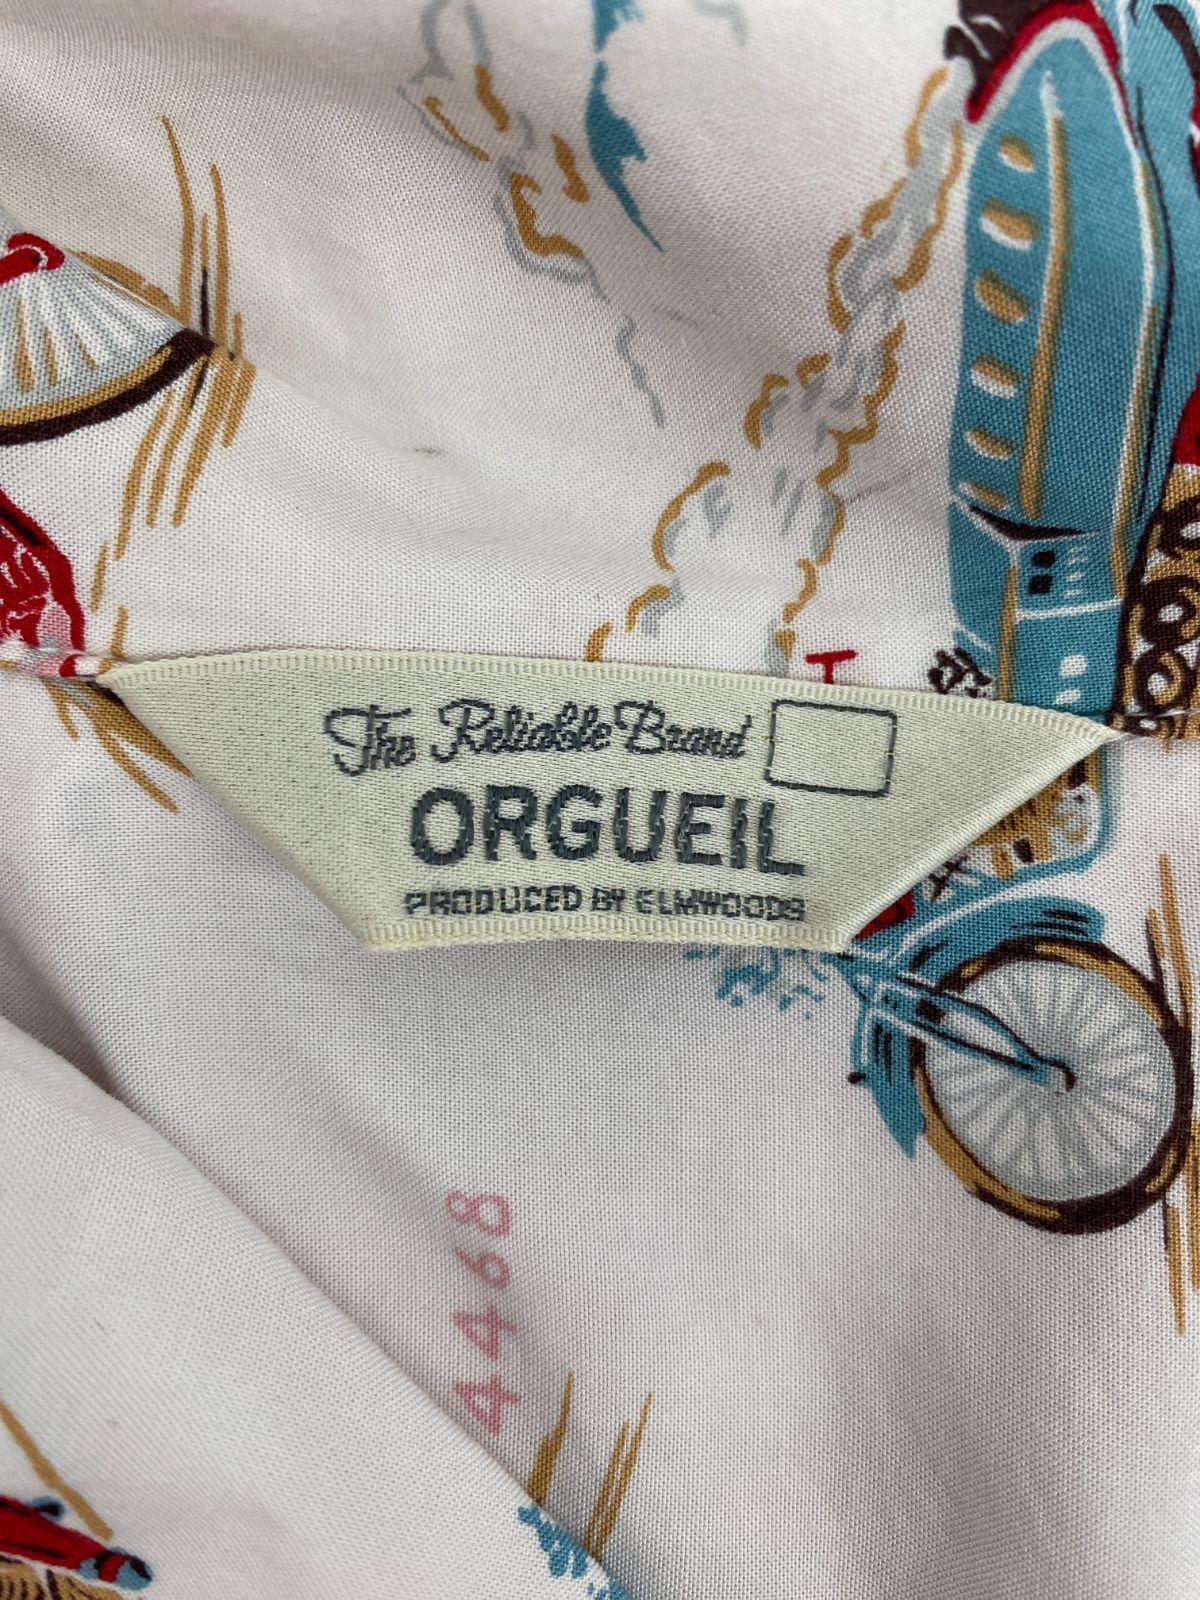 The Reliable Brand
ORGUEIL
PRODUCED BY ELMWOODS
4468